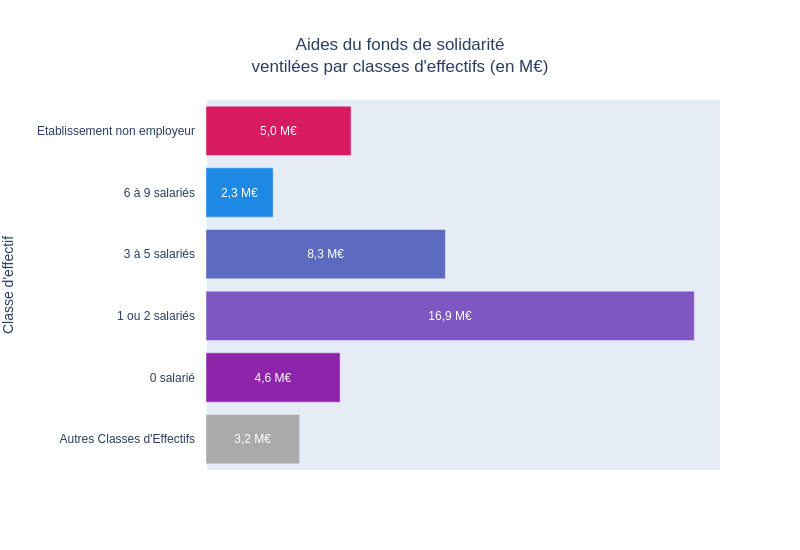 Aides du fonds de solidarité
ventilées par classes d'effectifs (en M€)
Classe d'effectif
Etablissement non employeur
5,0 M€
6 à 9 salariés
2,3 M€
3 à 5 salariés
8,3 M€
1 ou 2 salariés
16,9 M€
0 salarié
4,6 M€
Autres Classes d'Effectifs
3,2 M€